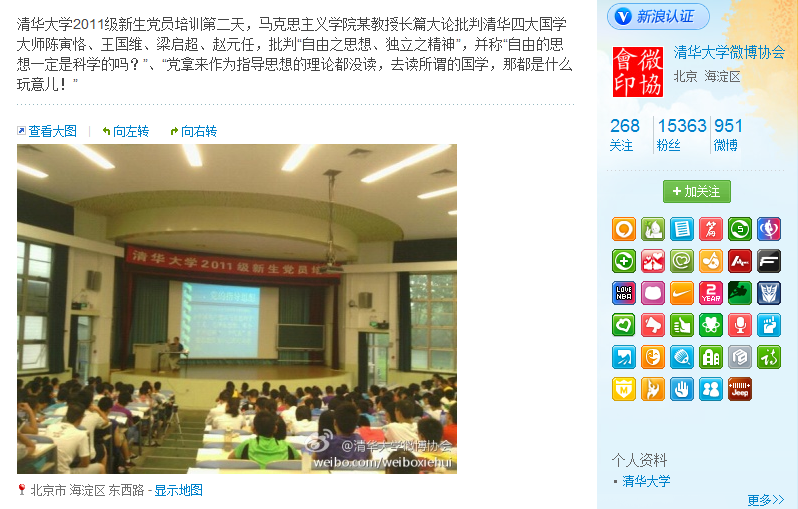 清华大学2011级新生党员培训第二天，马克思主义学院某教授长篇大论批判清华四大国学
大师陈寅恪、王国维、梁启超、赵元任，批判“自由之思想、独立之精神”，并称“自由的思
想一定是科学的吗？”、“党拿来作为指导思想的理论都没读，去读所谓的国学，那都是什么
玩意儿！”
查看大图 | 向左转 向右转
清华大学2011级新生党员培
@清华大学微博协会
weibo.com/weiboxiehui
北京市 海淀区 东西路 - 显示地图
新浪认证
微协會印
清华大学微博协会
北京 海淀区
268 15363 951
关注 粉丝 微博
+ 加关注
LOVE NBA
2 YEAR
Jeep
个人资料
清华大学
更多>>